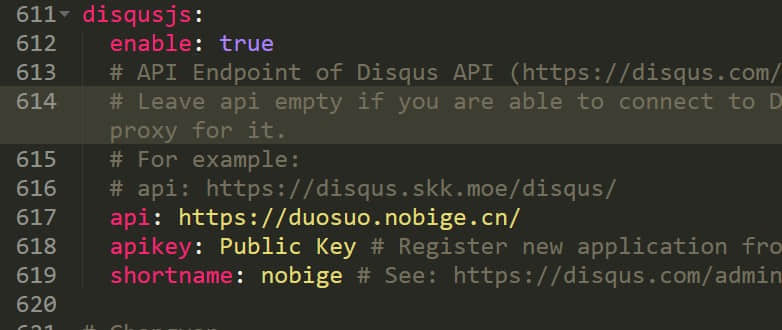 611 disqusjs:
612 enable: true
613 # API Endpoint of Disqus API (https://disqus.com/
614 # Leave api empty if you are able to connect to D
proxy for it.
615 # For example:
616 # api: https://disqus.skk.moe/disqus/
617 api: https://duosuo.nobige.cn/
618 apikey: Public Key # Register new application fro
619 shortname: nobige # See: https://disqus.com/admin
620